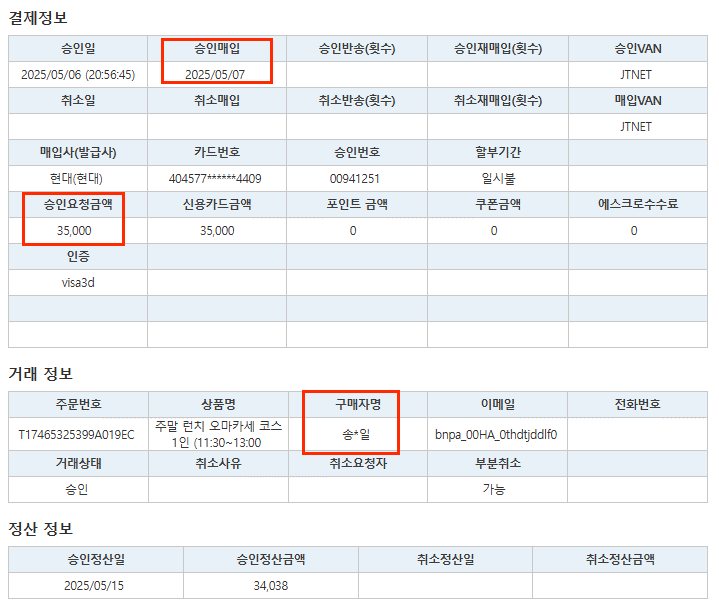 결제정보
승인일 승인매입 승인반송(횟수) 승인재매입(횟수) 승인VAN
2025/05/06 (20:56:45) 2025/05/07 JTNET
취소일 취소매입 취소반송(횟수) 취소재매입(횟수) 매입VAN
JTNET
매입사(발급사) 카드번호 승인번호 할부기간
현대(현대) 404577******4409 00941251 일시불
승인요청금액 신용카드금액 포인트 금액 쿠폰금액 에스크로수수료
35,000 35,000 0 0 0
인증
visa3d
거래 정보
주문번호 상품명 구매자명 이메일 전화번호
T17465325399A019EC 주말 런치 오마카세 코스 송*일 bnpa_00HA_0thdtjddlf0
1인 (11:30~13:00
거래상태 취소사유 취소요청자 부분취소
승인 가능
정산 정보
승인정산일 승인정산금액 취소정산일 취소정산금액
2025/05/15 34,038